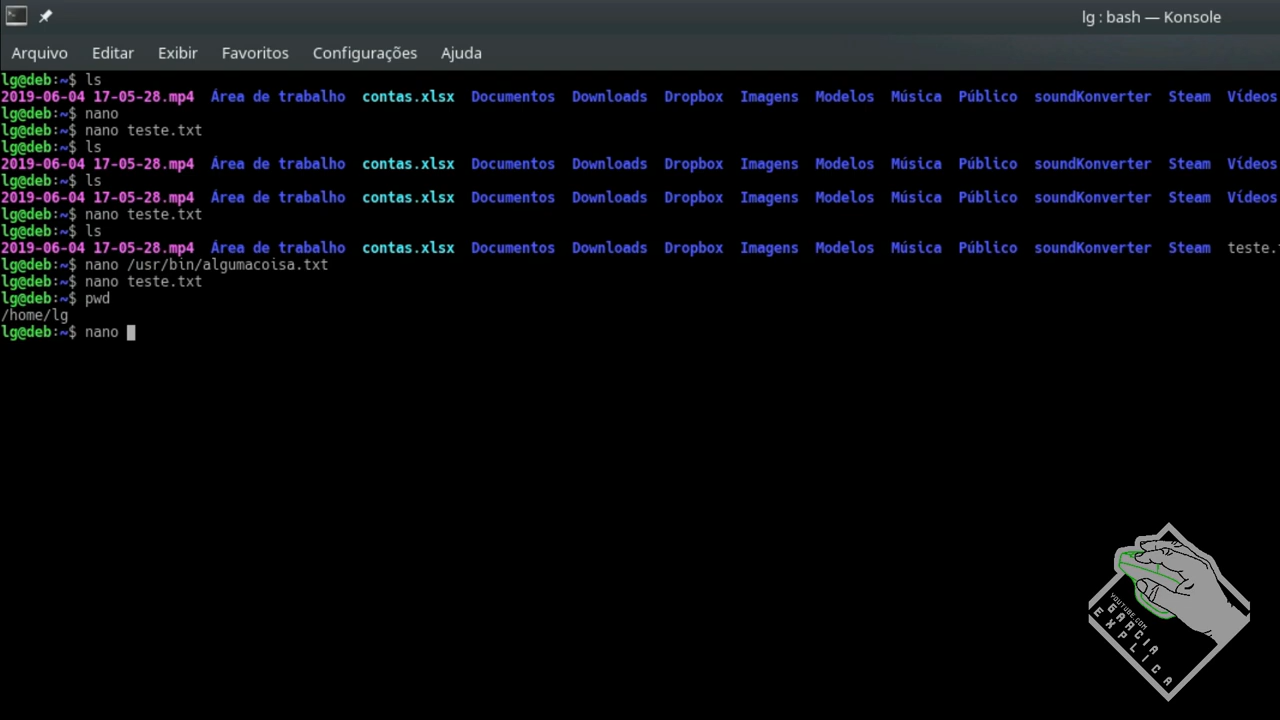 lg : bash — Konsole
Arquivo Editar Exibir Favoritos Configurações Ajuda
lg@deb:~$ ls
2019-06-04 17-05-28.mp4 Área de trabalho contas.xlsx Documentos Downloads Dropbox Imagens Modelos Música Público soundKonverter Steam Vídeos
lg@deb:~$ nano
lg@deb:~$ nano teste.txt
lg@deb:~$ ls
2019-06-04 17-05-28.mp4 Área de trabalho contas.xlsx Documentos Downloads Dropbox Imagens Modelos Música Público soundKonverter Steam Vídeos
lg@deb:~$ ls
2019-06-04 17-05-28.mp4 Área de trabalho contas.xlsx Documentos Downloads Dropbox Imagens Modelos Música Público soundKonverter Steam Vídeos
lg@deb:~$ nano teste.txt
lg@deb:~$ ls
2019-06-04 17-05-28.mp4 Área de trabalho contas.xlsx Documentos Downloads Dropbox Imagens Modelos Música Público soundKonverter Steam teste.
lg@deb:~$ nano /usr/bin/algumacoisa.txt
lg@deb:~$ nano teste.txt
lg@deb:~$ pwd
/home/lg
lg@deb:~$ nano
YOUTUBE.COM
GARCIA
EXPLICA